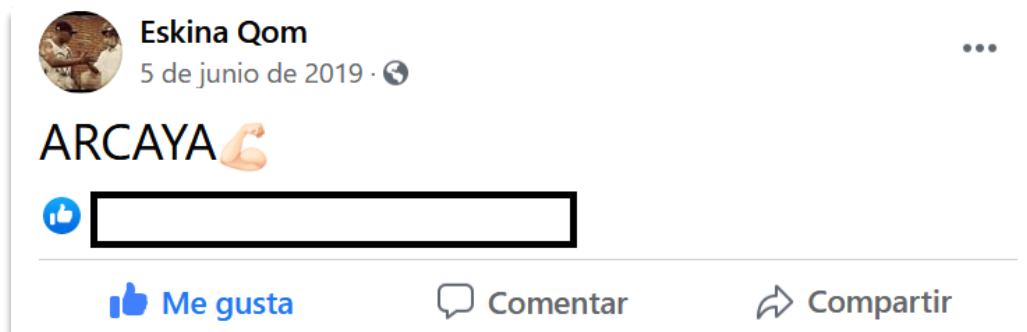 Eskina Qom
5 de junio de 2019 ·
ARCAYA💪🏻
Me gusta
Comentar
Compartir